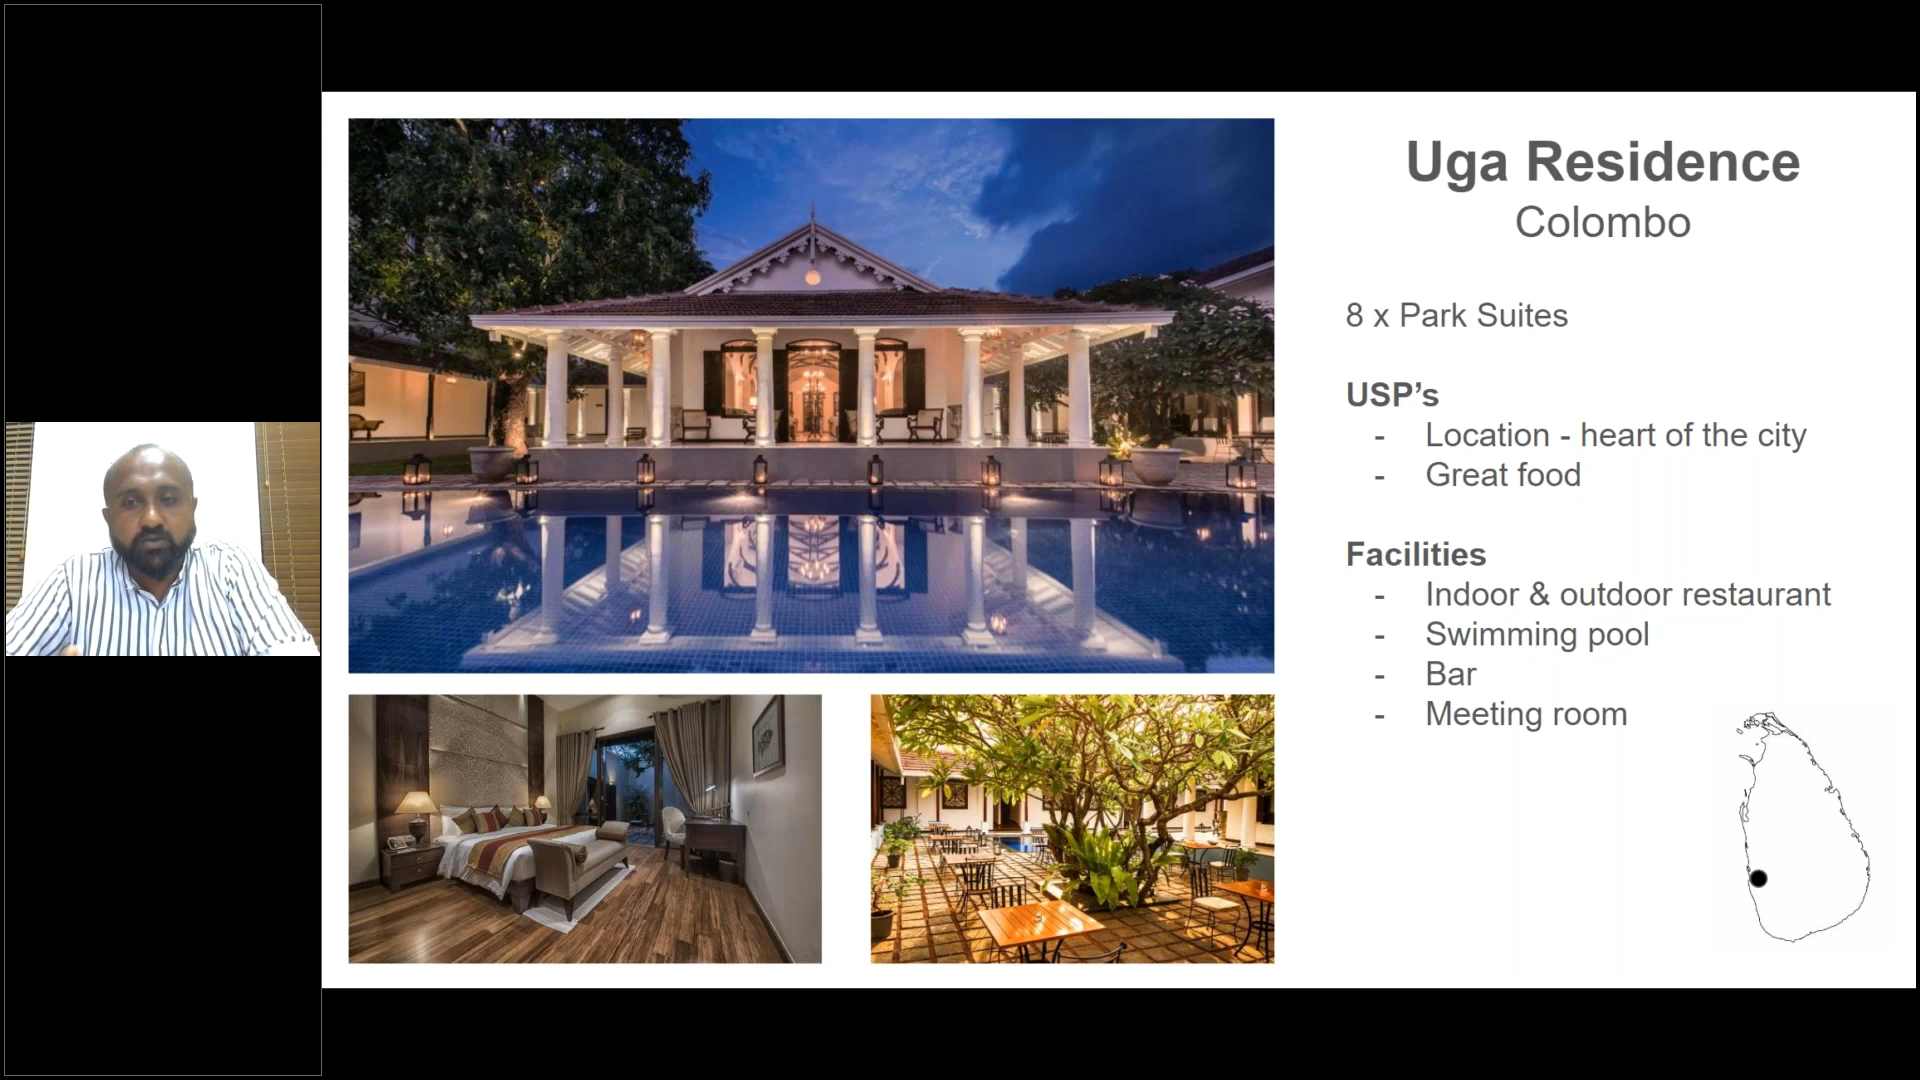 Uga Residence
Colombo
8 x Park Suites
USP’s
- Location - heart of the city
- Great food
Facilities
- Indoor & outdoor restaurant
- Swimming pool
- Bar
- Meeting room